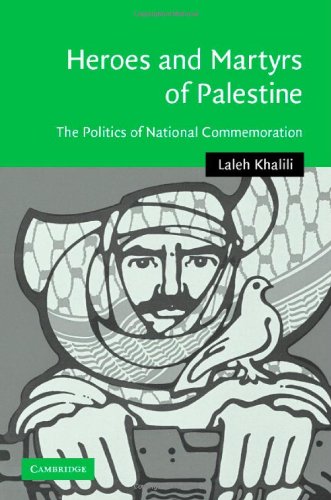 Heroes and Martyrs
of Palestine
The Politics of National Commemoration
Laleh Khalili
CAMBRIDGE